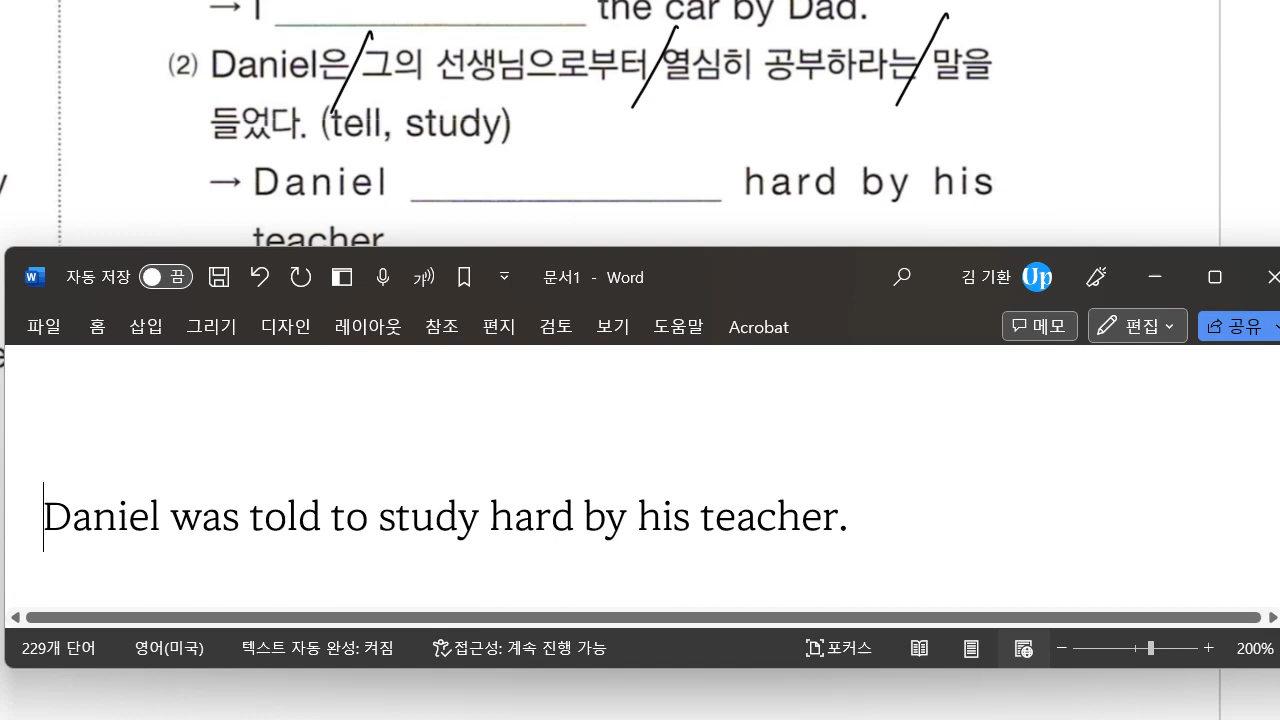 → I ____________ the car by Dad.
(2) Daniel은 그의 선생님으로부터 열심히 공부하라는 말을
들었다. (tell, study)
→ Daniel ____________ hard by his
teacher
자동 저장 끔 문서1 - Word 김 기환 Up
파일 홈 삽입 그리기 디자인 레이아웃 참조 편지 검토 보기 도움말 Acrobat 메모 편집 공유
Daniel was told to study hard by his teacher.
229개 단어 영어(미국) 텍스트 자동 완성: 켜짐 접근성: 계속 진행 가능 포커스 200%